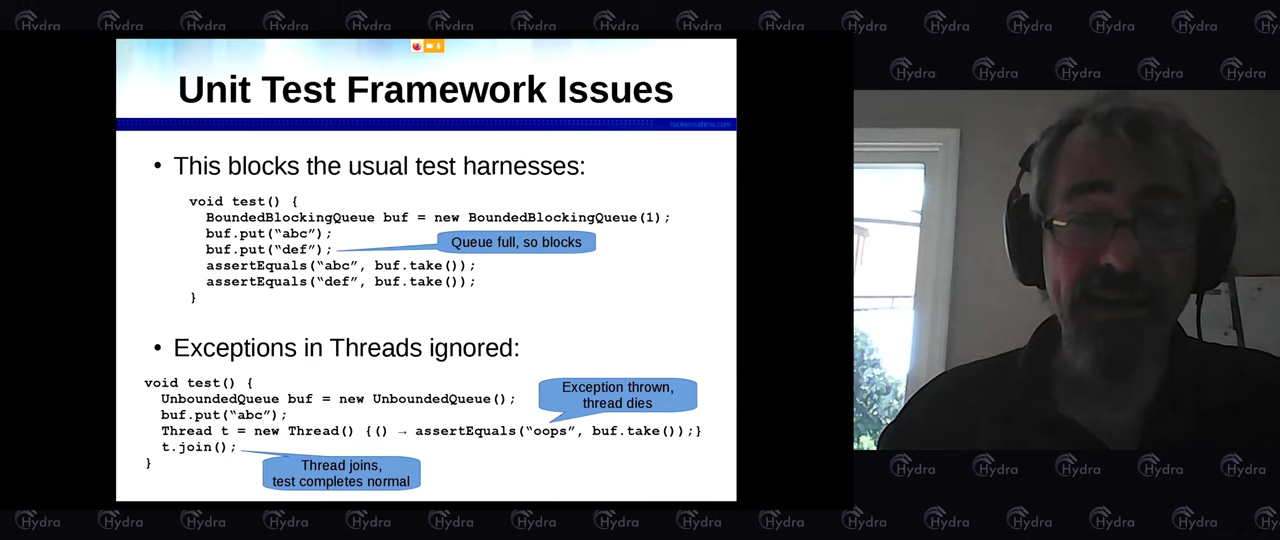 Unit Test Framework Issues
• This blocks the usual test harnesses:
void test() {
BoundedBlockingQueue buf = new BoundedBlockingQueue(1);
buf.put(“abc”);
buf.put(“def”);
Queue full, so blocks
assertEquals(“abc”, buf.take());
assertEquals(“def”, buf.take());
}
• Exceptions in Threads ignored:
void test() {
UnboundedQueue buf = new UnboundedQueue();
buf.put(“abc”);
Exception thrown,
thread dies
Thread t = new Thread() {() → assertEquals(“oops”, buf.take());}
t.join();
}
Thread joins,
test completes normal
Hydra